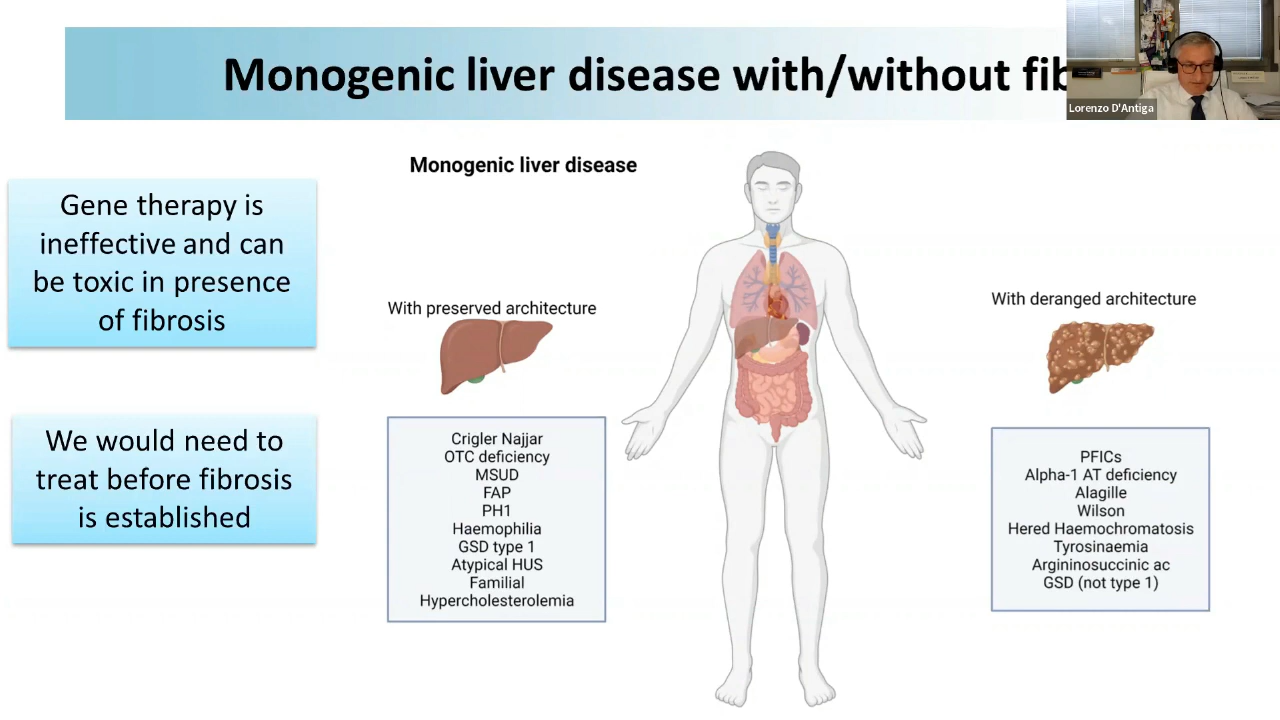 Monogenic liver disease with/without fib
Lorenzo D'Antiga
Monogenic liver disease
Gene therapy is
ineffective and can
be toxic in presence
of fibrosis
We would need to
treat before fibrosis
is established
With preserved architecture
Crigler Najjar
OTC deficiency
MSUD
FAP
PH1
Haemophilia
GSD type 1
Atypical HUS
Familial
Hypercholesterolemia
With deranged architecture
PFICs
Alpha-1 AT deficiency
Alagille
Wilson
Hered Haemochromatosis
Tyrosinaemia
Argininosuccinic ac
GSD (not type 1)